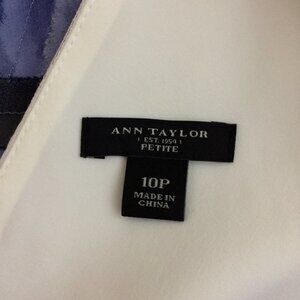 ANN TAYLOR
EST. 1954
PETITE
10P
MADE IN
CHINA